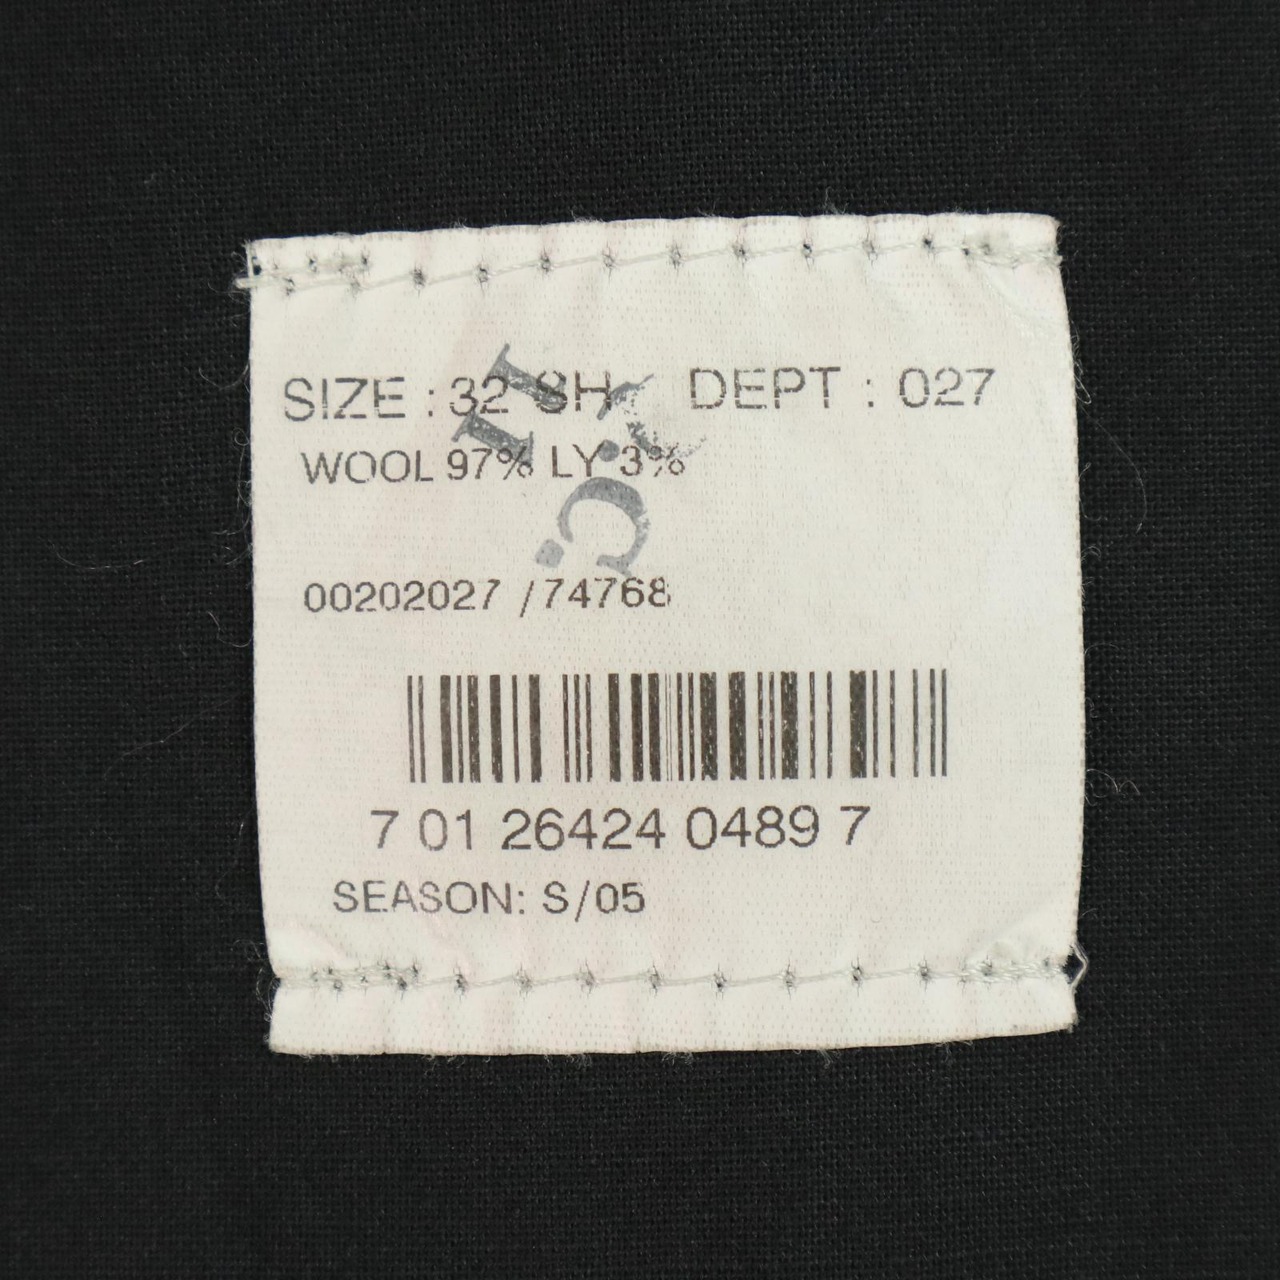 SIZE : 32 SH DEPT : 027
WOOL 97% LY 3%
00202027 /74768
7 01 26424 0489 7
SEASON: S/05